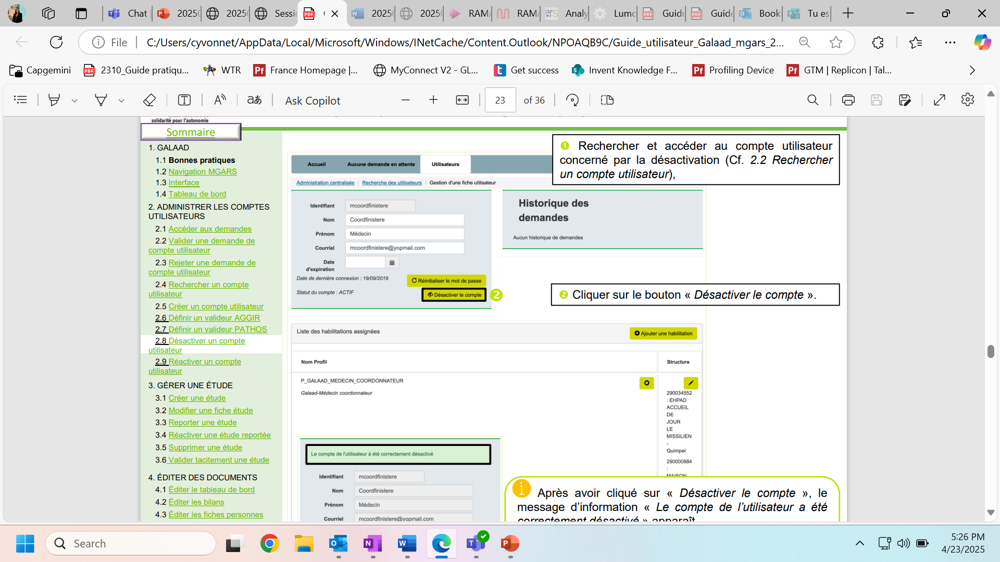 Chat
2025
2025
Sessi
2025
2025
RAMA
RAMA
Analy
Lumo
Guide
Guide
Booki
Tu es
File
C:/Users/cyvonnet/AppData/Local/Microsoft/Windows/INetCache/Content.Outlook/NPOAQB9C/Guide_utilisateur_Galaad_mgars_2...
Capgemini
2310_Guide pratiqu...
WTR
France Homepage |...
MyConnect V2 - GL...
Get success
Invent Knowledge F...
Profiling Device
GTM | Replicon | Tal...
Ask Copilot
23
of 36
solidarité pour l'autonomie
Sommaire
1. GALAAD
1.1 Bonnes pratiques
1.2 Navigation MGARS
1.3 Interface
1.4 Tableau de bord
2. ADMINISTRER LES COMPTES
UTILISATEURS
2.1 Accéder aux demandes
2.2 Valider une demande de
compte utilisateur
2.3 Rejeter une demande de
compte utilisateur
2.4 Rechercher un compte
utilisateur
2.5 Créer un compte utilisateur
2.6 Définir un valideur AGGIR
2.7 Définir un valideur PATHOS
2.8 Désactiver un compte
utilisateur
2.9 Réactiver un compte
utilisateur
3. GÉRER UNE ÉTUDE
3.1 Créer une étude
3.2 Modifier une fiche étude
3.3 Reporter une étude
3.4 Réactiver une étude reportée
3.5 Supprimer une étude
3.6 Valider tacitement une étude
4. ÉDITER DES DOCUMENTS
4.1 Éditer le tableau de bord
4.2 Éditer les bilans
4.3 Éditer les fiches personnes
Accueil
Aucune demande en attente
Utilisateurs
Administration centralisée / Recherche des utilisateurs / Gestion d'une fiche utilisateur
Identifiant mcoordfinistere
Nom Coordfinistere
Prénom Médecin
Courriel mcoordfinistere@yopmail.com
Date
d'expiration
Date de dernière connexion : 19/09/2019
Réinitialiser le mot de passe
Statut du compte : ACTIF
Désactiver le compte
2
Historique des
demandes
Aucun historique de demandes
1 Rechercher et accéder au compte utilisateur
concerné par la désactivation (Cf. 2.2 Rechercher
un compte utilisateur),
2 Cliquer sur le bouton « Désactiver le compte ».
Liste des habilitations assignées
Ajouter une habilitation
Nom Profil
Structure
P_GALAAD_MEDECIN_COORDONNATEUR
Galaad-Médecin coordonnateur
290034552
: EHPAD
ACCUEIL
DE
JOUR
LE
MISSILIEN
-
Quimper
290000884
:
MAISON
Le compte de l'utilisateur à été correctement désactivé
Identifiant mcoordfinistere
Nom Coordfinistere
Prénom Médecin
Courriel mcoordfinistere@yopmail.com
i Après avoir cliqué sur « Désactiver le compte », le
message d'information « Le compte de l'utilisateur a été
correctement désactivé » apparaît
Search
5:26 PM
4/23/2025